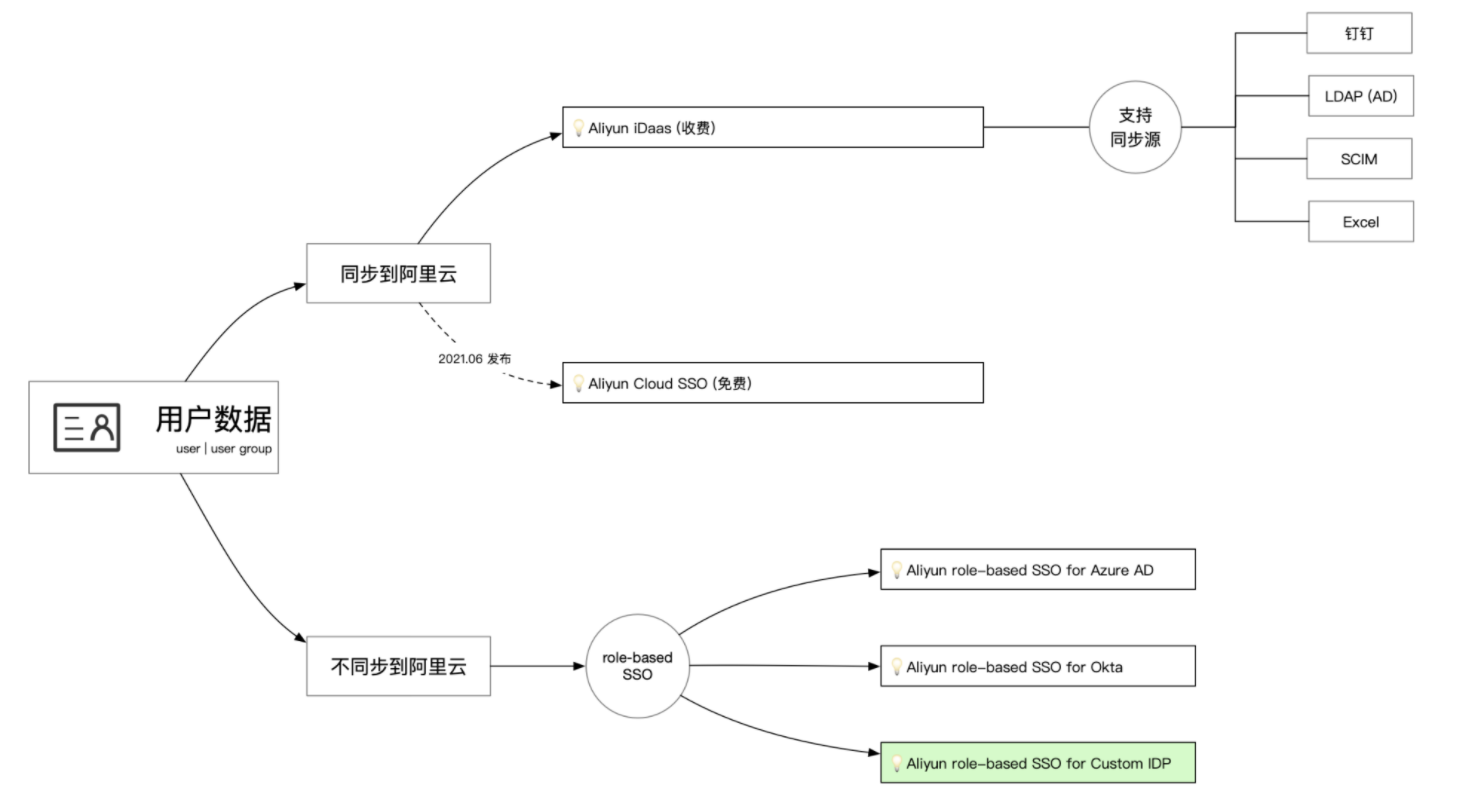 钉钉
LDAP (AD)
SCIM
Excel
支持
同步源
Aliyun iDaas (收费)
同步到阿里云
2021.06 发布
Aliyun Cloud SSO (免费)
用户数据
user | user group
不同步到阿里云
role-based
SSO
Aliyun role–based SSO for Azure AD
Aliyun role–based SSO for Okta
Aliyun role–based SSO for Custom IDP